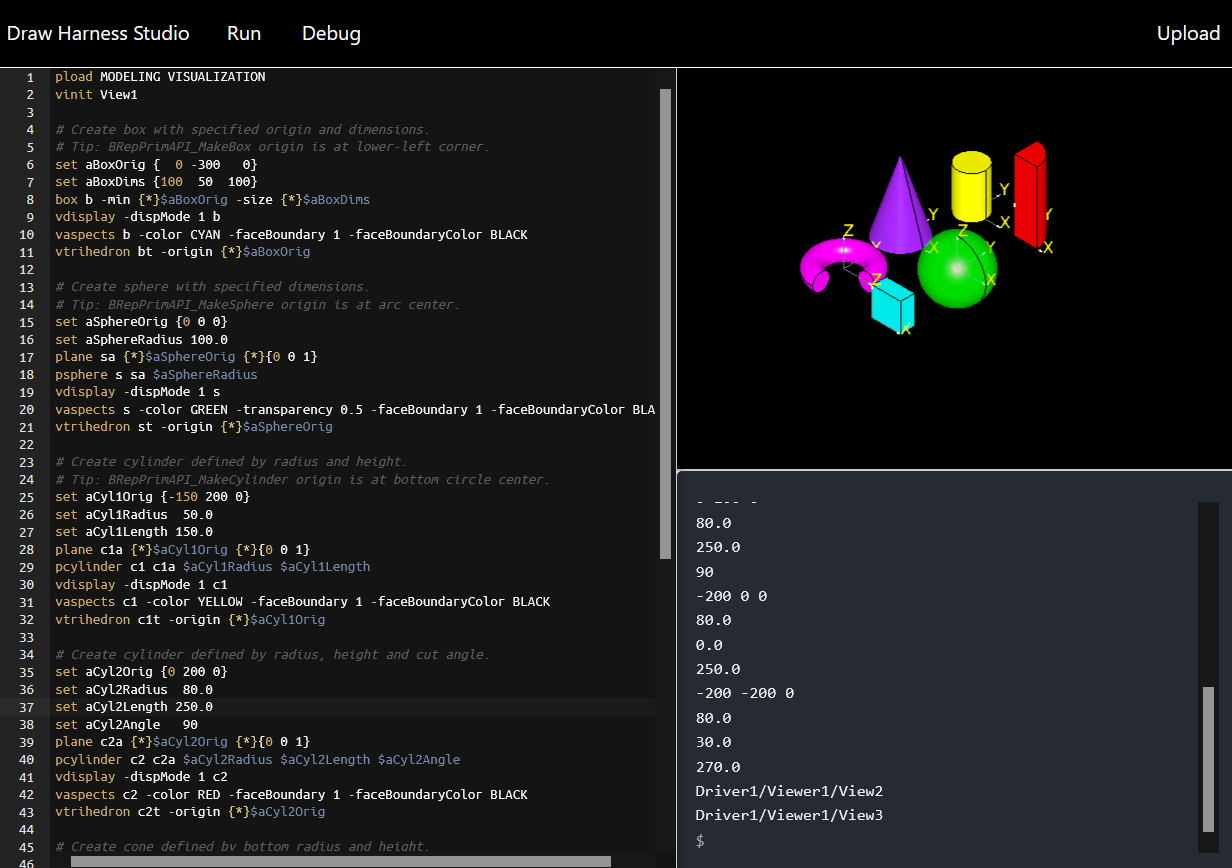 Draw Harness Studio Run Debug Upload
1 pload MODELING VISUALIZATION
2 vinit View1
3
4 # Create box with specified origin and dimensions.
5 # Tip: BRepPrimAPI_MakeBox origin is at lower-left corner.
6 set aBoxOrig {  0 -300   0}
7 set aBoxDims {100  50  100}
8 box b -min {*}$aBoxOrig -size {*}$aBoxDims
9 vdisplay -dispMode 1 b
10 vaspects b -color CYAN -faceBoundary 1 -faceBoundaryColor BLACK
11 vtrihedron bt -origin {*}$aBoxOrig
12
13 # Create sphere with specified dimensions.
14 # Tip: BRepPrimAPI_MakeSphere origin is at arc center.
15 set aSphereOrig {0 0 0}
16 set aSphereRadius 100.0
17 plane sa {*}$aSphereOrig {*}{0 0 1}
18 psphere s sa $aSphereRadius
19 vdisplay -dispMode 1 s
20 vaspects s -color GREEN -transparency 0.5 -faceBoundary 1 -faceBoundaryColor BLA
21 vtrihedron st -origin {*}$aSphereOrig
22
23 # Create cylinder defined by radius and height.
24 # Tip: BRepPrimAPI_MakeCylinder origin is at bottom circle center.
25 set aCyl1Orig {-150 200 0}
26 set aCyl1Radius  50.0
27 set aCyl1Length 150.0
28 plane c1a {*}$aCyl1Orig {*}{0 0 1}
29 pcylinder c1 c1a $aCyl1Radius $aCyl1Length
30 vdisplay -dispMode 1 c1
31 vaspects c1 -color YELLOW -faceBoundary 1 -faceBoundaryColor BLACK
32 vtrihedron c1t -origin {*}$aCyl1Orig
33
34 # Create cylinder defined by radius, height and cut angle.
35 set aCyl2Orig {0 200 0}
36 set aCyl2Radius  80.0
37 set aCyl2Length 250.0
38 set aCyl2Angle   90
39 plane c2a {*}$aCyl2Orig {*}{0 0 1}
40 pcylinder c2 c2a $aCyl2Radius $aCyl2Length $aCyl2Angle
41 vdisplay -dispMode 1 c2
42 vaspects c2 -color RED -faceBoundary 1 -faceBoundaryColor BLACK
43 vtrihedron c2t -origin {*}$aCyl2Orig
44
45 # Create cone defined by bottom radius and height.
46
Y
X
Y
X
Y
X
Z
Y
Z
Y
X
Z
X
80.0
250.0
90
-200 0 0
80.0
0.0
250.0
-200 -200 0
80.0
30.0
270.0
Driver1/Viewer1/View2
Driver1/Viewer1/View3
$